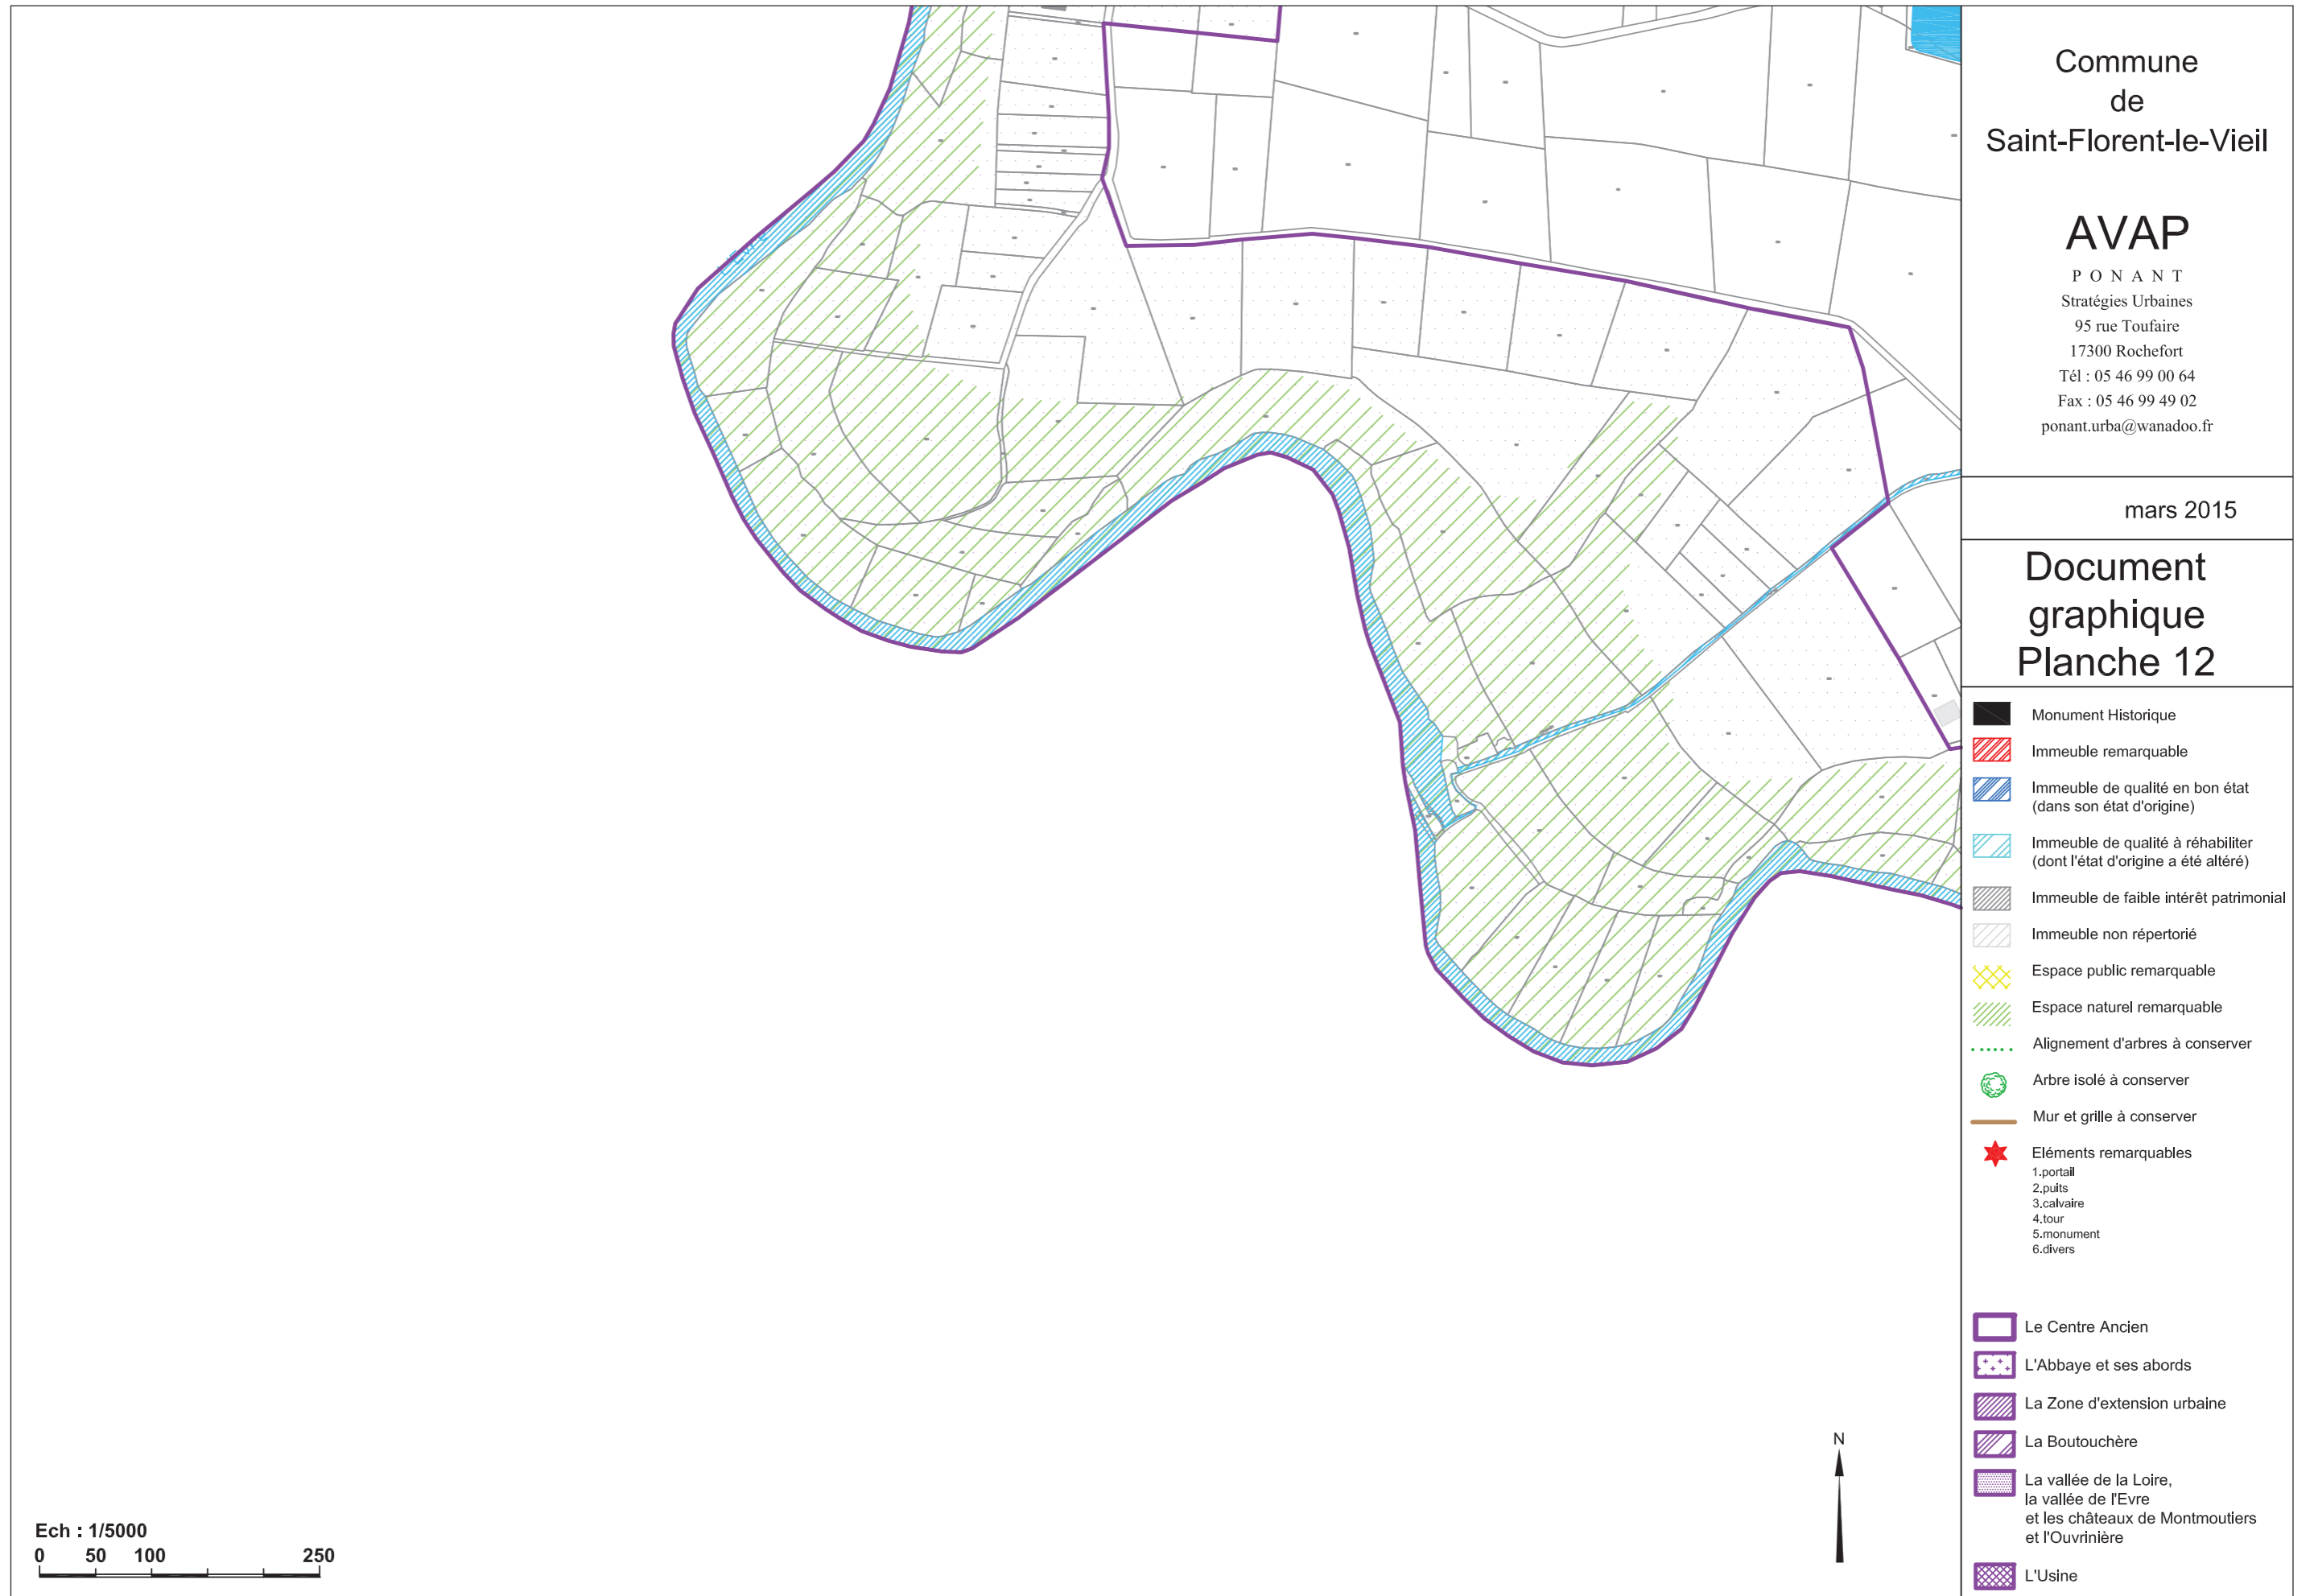 Commune
de
Saint-Florent-le-Vieil
AVAP
P O N A N T
Stratégies Urbaines
95 rue Toufaire
17300 Rochefort
Tél : 05 46 99 00 64
Fax : 05 46 99 49 02
ponant.urba@wanadoo.fr
mars 2015
Document
graphique
Planche 12
Monument Historique
Immeuble remarquable
Immeuble de qualité en bon état
(dans son état d'origine)
Immeuble de qualité à réhabiliter
(dont l'état d'origine a été altéré)
Immeuble de faible intérêt patrimonial
Immeuble non répertorié
Espace public remarquable
Espace naturel remarquable
Alignement d'arbres à conserver
Arbre isolé à conserver
Mur et grille à conserver
Eléments remarquables
1.portail
2.puits
3.calvaire
4.tour
5.monument
6.divers
Le Centre Ancien
L'Abbaye et ses abords
La Zone d'extension urbaine
La Boutouchère
La vallée de la Loire,
la vallée de l'Evre
et les châteaux de Montmoutiers
et l'Ouvrinière
L'Usine
N
Ech : 1/5000
0 50 100 250